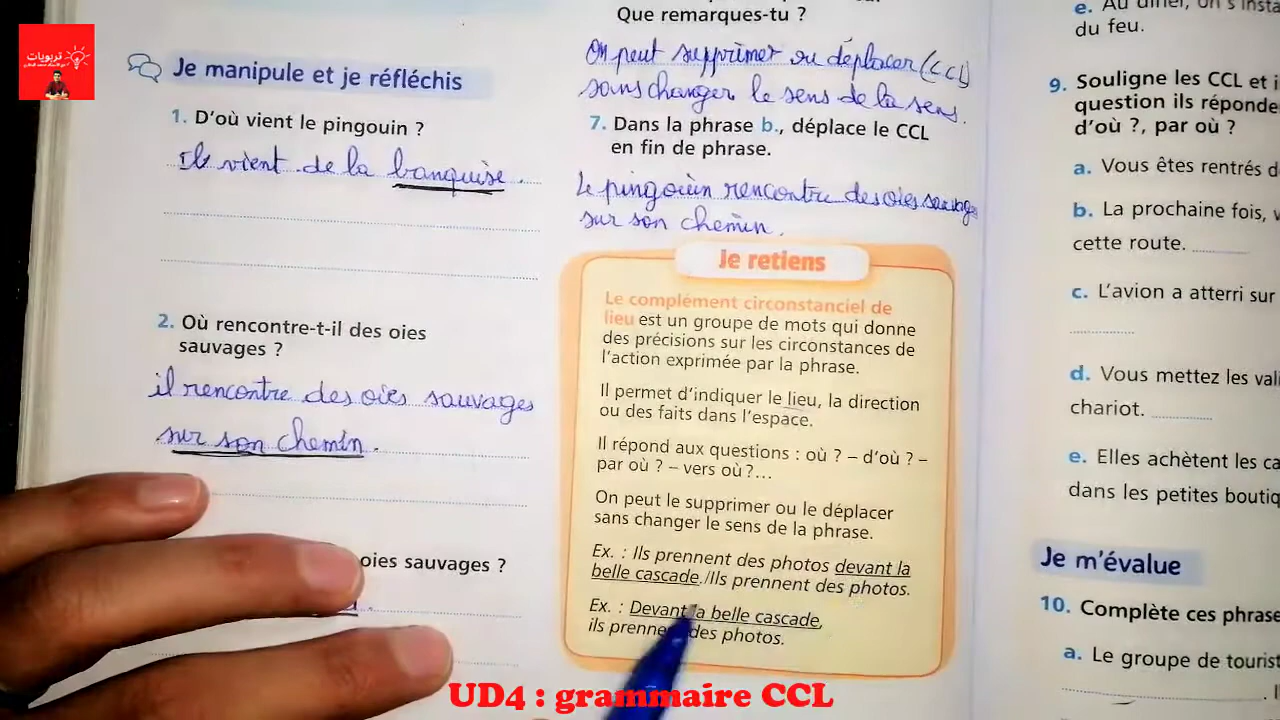 تربويات
Je manipule et je réfléchis
1. D'où vient le pingouin ?
Il vient de la banquise.
2. Où rencontre-t-il des oies
sauvages ?
il rencontre des oies sauvages
sur son chemin.
oies sauvages ?
Que remarques-tu ?
On peut supprimer ou déplacer (CCL)
sans changer le sens de la sens.
7. Dans la phrase b., déplace le CCL
en fin de phrase.
Le pingouin rencontre des oies sauvages
sur son chemin.
Je retiens
Le complément circonstanciel de
lieu est un groupe de mots qui donne
des précisions sur les circonstances de
l'action exprimée par la phrase.
Il permet d'indiquer le lieu, la direction
ou des faits dans l'espace.
Il répond aux questions : où ? – d'où ? –
par où ? – vers où ?...
On peut le supprimer ou le déplacer
sans changer le sens de la phrase.
Ex. : Ils prennent des photos devant la
belle cascade./Ils prennent des photos.
Ex. : Devant la belle cascade,
ils prennent des photos.
e. Au dîner, on s'insta
du feu.
9. Souligne les CCL et i
question ils réponde
d'où ?, par où ?
a. Vous êtes rentrés d
b. La prochaine fois, v
cette route.
c. L'avion a atterri sur
d. Vous mettez les vali
chariot.
e. Elles achètent les ca
dans les petites boutiq
Je m'évalue
10. Complète ces phrase
a. Le groupe de tourist
UD4 : grammaire CCL